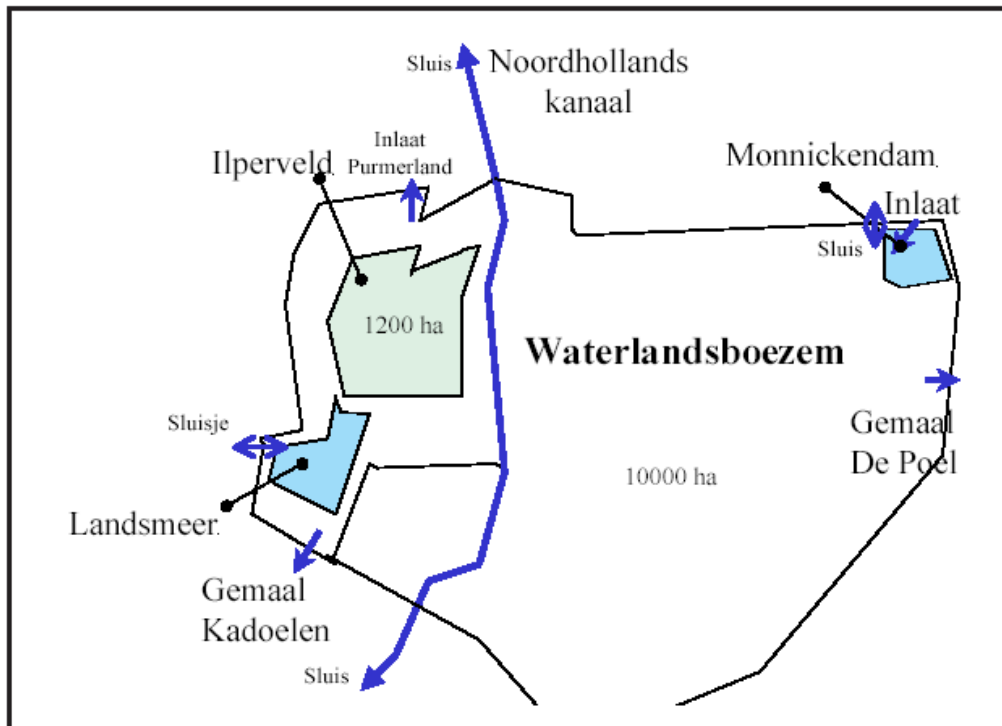 Sluis
Noordhollands
kanaal
Inlaat
Purmerland
Ilperveld
Monnickendam
Inlaat
Sluis
1200 ha
Waterlandsboezem
Sluisje
Gemaal
De Poel
10000 ha
Landsmeer
Gemaal
Kadoelen
Sluis